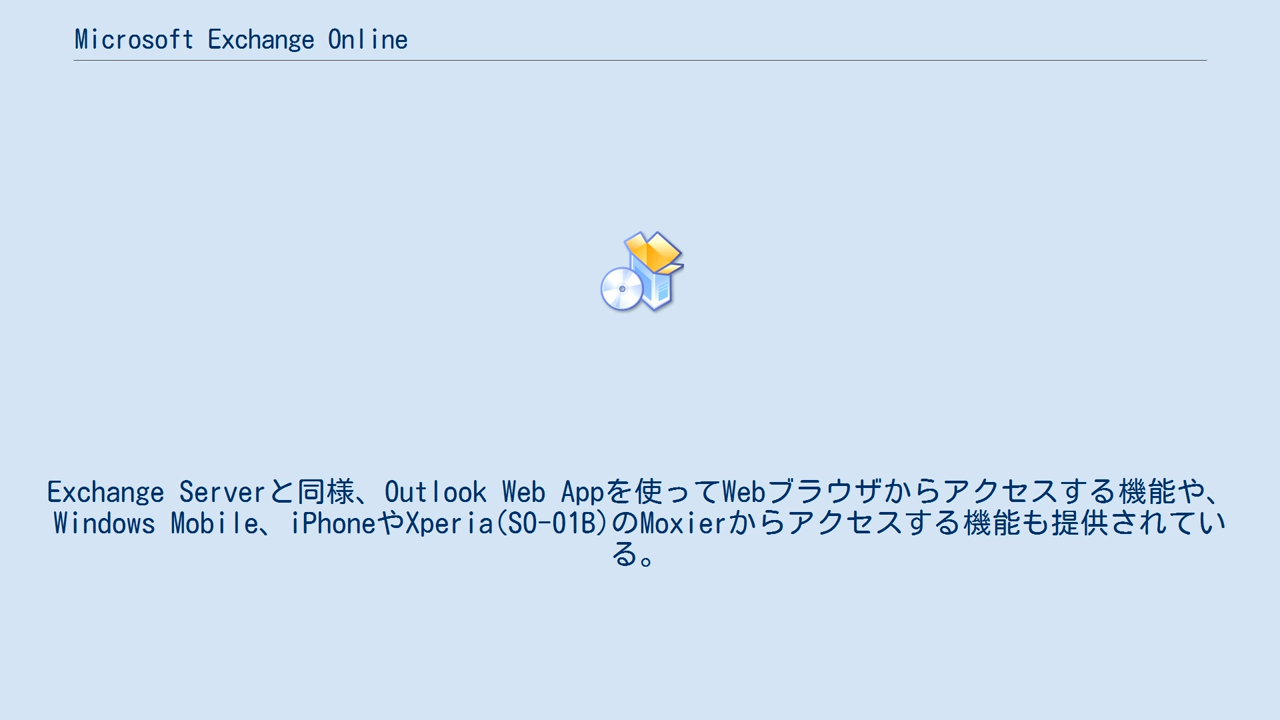 Microsoft Exchange Online
Exchange Serverと同様、Outlook Web Appを使ってWebブラウザからアクセスする機能や、
Windows Mobile、iPhoneやXperia(SO-01B)のMoxierからアクセスする機能も提供されてい
る。